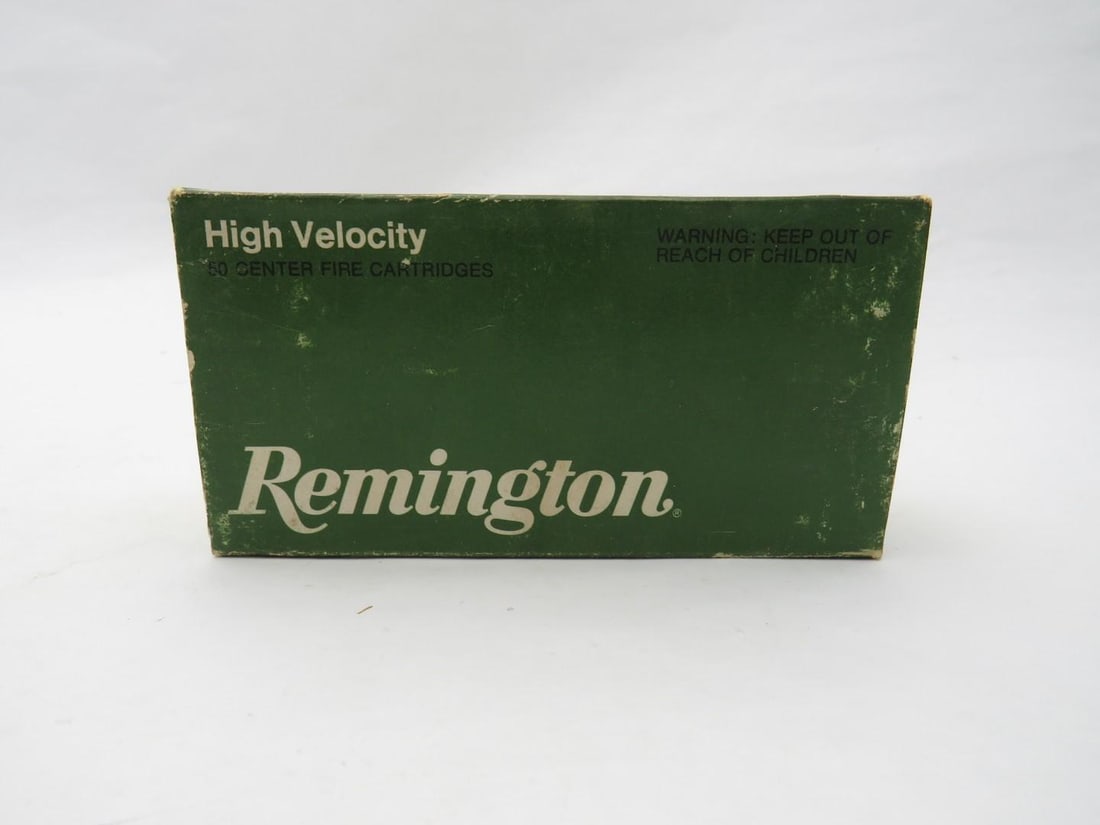 High Velocity
50 CENTER FIRE CARTRIDGES
WARNING: KEEP OUT OF
REACH OF CHILDREN
Remington®